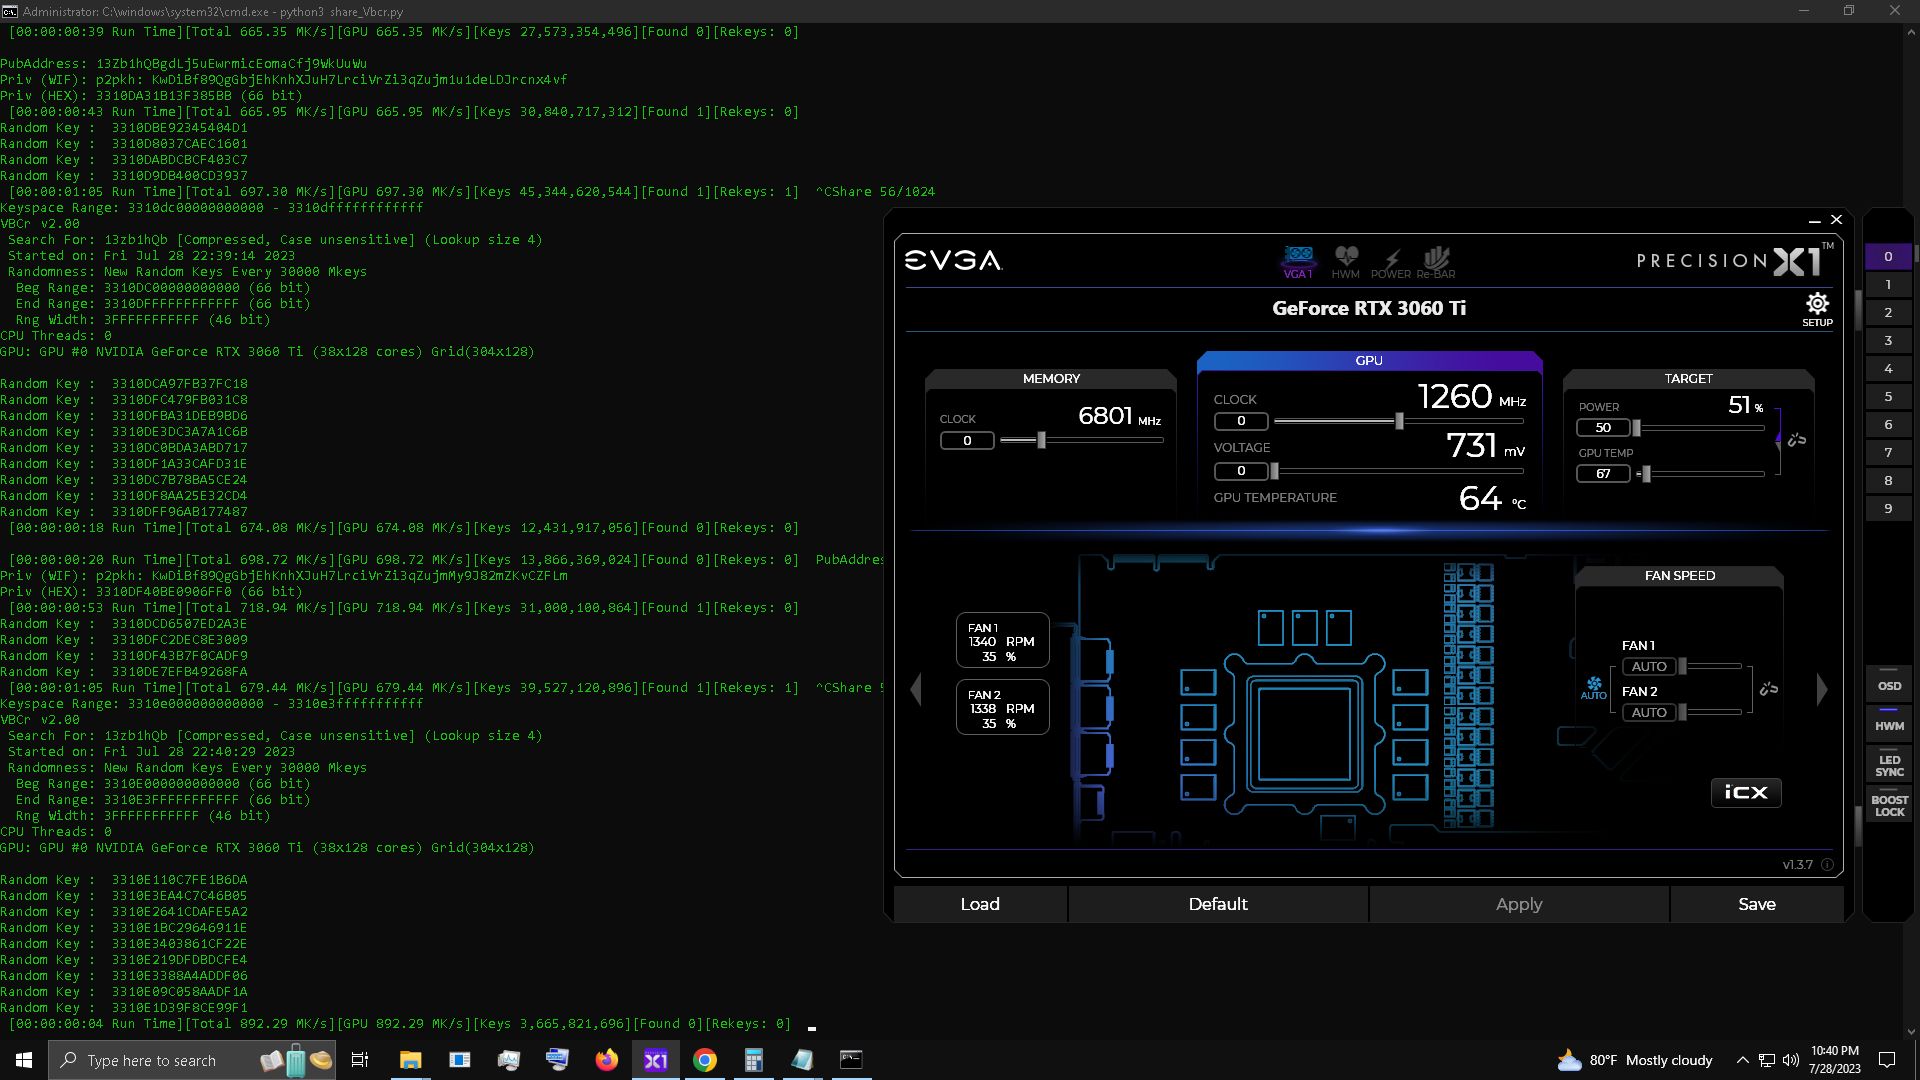 Administrator: C:\windows\system32\cmd.exe - python3 share_Vbcr.py
[00:00:00:39 Run Time][Total 665.35 MK/s][GPU 665.35 MK/s][Keys 27,573,354,496][Found 0][Rekeys: 0]
PubAddress: 13Zb1hQBgdLj5uEwrmicEomaCfj9WkUuWu
Priv (WIF): p2pkh: KwDiBf89QgGbjEhKnhXJuH7LrciVrZi3qZujm1u1deLDJrcnx4vf
Priv (HEX): 3310DA31B13F385BB (66 bit)
[00:00:00:43 Run Time][Total 665.95 MK/s][GPU 665.95 MK/s][Keys 30,840,717,312][Found 1][Rekeys: 0]
Random Key : 3310DBE92345404D1
Random Key : 3310D8037CAEC1601
Random Key : 3310DABDCBCF403C7
Random Key : 3310D9DB400CD3937
[00:00:01:05 Run Time][Total 697.30 MK/s][GPU 697.30 MK/s][Keys 45,344,620,544][Found 1][Rekeys: 1] ^CShare 56/1024
Keyspace Range: 3310dc00000000000 - 3310dffffffffffff
VBCr v2.00
Search For: 13zb1hQb [Compressed, Case unsensitive] (Lookup size 4)
Started on: Fri Jul 28 22:39:14 2023
Randomness: New Random Keys Every 30000 Mkeys
Beg Range: 3310DC00000000000 (66 bit)
End Range: 3310DFFFFFFFFFFFF (66 bit)
Rng Width: 3FFFFFFFFFFF (46 bit)
CPU Threads: 0
GPU: GPU #0 NVIDIA GeForce RTX 3060 Ti (38x128 cores) Grid(304x128)
Random Key : 3310DCA97FB37FC18
Random Key : 3310DFC479FB031C8
Random Key : 3310DFBA31DEB9BD6
Random Key : 3310DE3DC3A7A1C6B
Random Key : 3310DC0BDA3ABD717
Random Key : 3310DF1A33CAFD31E
Random Key : 3310DC7B78BA5CE24
Random Key : 3310DF8AA25E32CD4
Random Key : 3310DFF96AB177487
[00:00:00:18 Run Time][Total 674.08 MK/s][GPU 674.08 MK/s][Keys 12,431,917,056][Found 0][Rekeys: 0]
[00:00:00:20 Run Time][Total 698.72 MK/s][GPU 698.72 MK/s][Keys 13,866,369,024][Found 0][Rekeys: 0] PubAddres
Priv (WIF): p2pkh: KwDiBf89QgGbjEhKnhXJuH7LrciVrZi3qZujmMy9J82mZKvCZFLm
Priv (HEX): 3310DF40BE0906FF0 (66 bit)
[00:00:00:53 Run Time][Total 718.94 MK/s][GPU 718.94 MK/s][Keys 31,000,100,864][Found 1][Rekeys: 0]
Random Key : 3310DCD6507ED2A3E
Random Key : 3310DFC2DEC8E3009
Random Key : 3310DF43B7F0CADF9
Random Key : 3310DE7EFB49268FA
[00:00:01:05 Run Time][Total 679.44 MK/s][GPU 679.44 MK/s][Keys 39,527,120,896][Found 1][Rekeys: 1] ^CShare 5
Keyspace Range: 3310e000000000000 - 3310e3fffffffffff
VBCr v2.00
Search For: 13zb1hQb [Compressed, Case unsensitive] (Lookup size 4)
Started on: Fri Jul 28 22:40:29 2023
Randomness: New Random Keys Every 30000 Mkeys
Beg Range: 3310E000000000000 (66 bit)
End Range: 3310E3FFFFFFFFFFF (66 bit)
Rng Width: 3FFFFFFFFFFF (46 bit)
CPU Threads: 0
GPU: GPU #0 NVIDIA GeForce RTX 3060 Ti (38x128 cores) Grid(304x128)
Random Key : 3310E110C7FE1B6DA
Random Key : 3310E3EA4C7C46B05
Random Key : 3310E2641CDAFE5A2
Random Key : 3310E1BC29646911E
Random Key : 3310E3403861CF22E
Random Key : 3310E219DFDBDCFE4
Random Key : 3310E3388A4ADDF06
Random Key : 3310E09C058AADF1A
Random Key : 3310E1D39F8CE99F1
[00:00:00:04 Run Time][Total 892.29 MK/s][GPU 892.29 MK/s][Keys 3,665,821,696][Found 0][Rekeys: 0]
EVGA
VGA 1 HWM POWER Re-BAR
PRECISION X1™
GeForce RTX 3060 Ti
SETUP
MEMORY
CLOCK 6801 MHz
0
GPU
CLOCK 1260 MHz
0
VOLTAGE 731 mV
0
GPU TEMPERATURE 64 °C
TARGET
POWER 51 %
50
GPU TEMP
67
FAN 1
1340 RPM
35 %
FAN 2
1338 RPM
35 %
FAN SPEED
FAN 1
AUTO
AUTO
FAN 2
AUTO
iCX
v1.3.7
Load Default Apply Save
0
1
2
3
4
5
6
7
8
9
OSD
HWM
LED
SYNC
BOOST
LOCK
Type here to search
X1
80°F Mostly cloudy
10:40 PM
7/28/2023